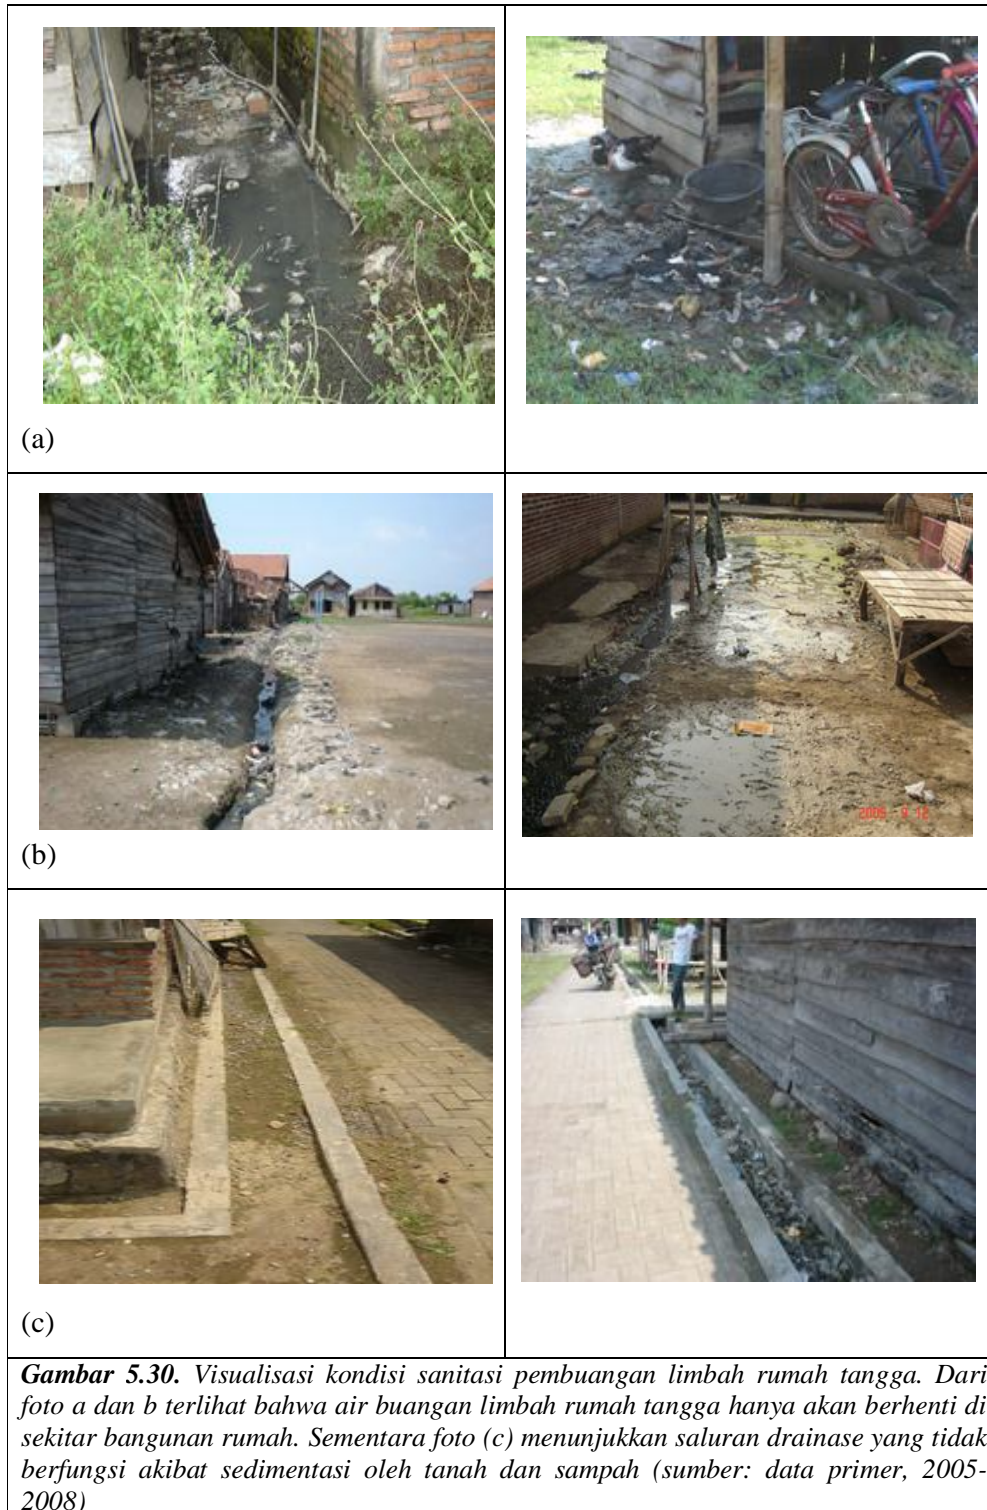 (a)
2005 9 12
(b)
(c)
Gambar 5.30. Visualisasi kondisi sanitasi pembuangan limbah rumah tangga. Dari
foto a dan b terlihat bahwa air buangan limbah rumah tangga hanya akan berhenti di
sekitar bangunan rumah. Sementara foto (c) menunjukkan saluran drainase yang tidak
berfungsi akibat sedimentasi oleh tanah dan sampah (sumber: data primer, 2005-
2008)